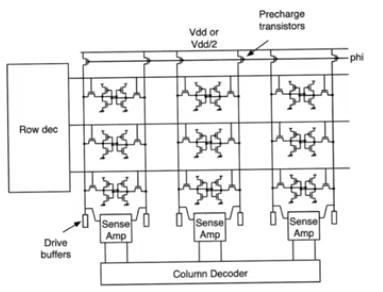 Precharge
transistors
Vdd or
Vdd/2
phi
Row dec
Sense
Amp
Sense
Amp
Sense
Amp
Drive
buffers
Column Decoder